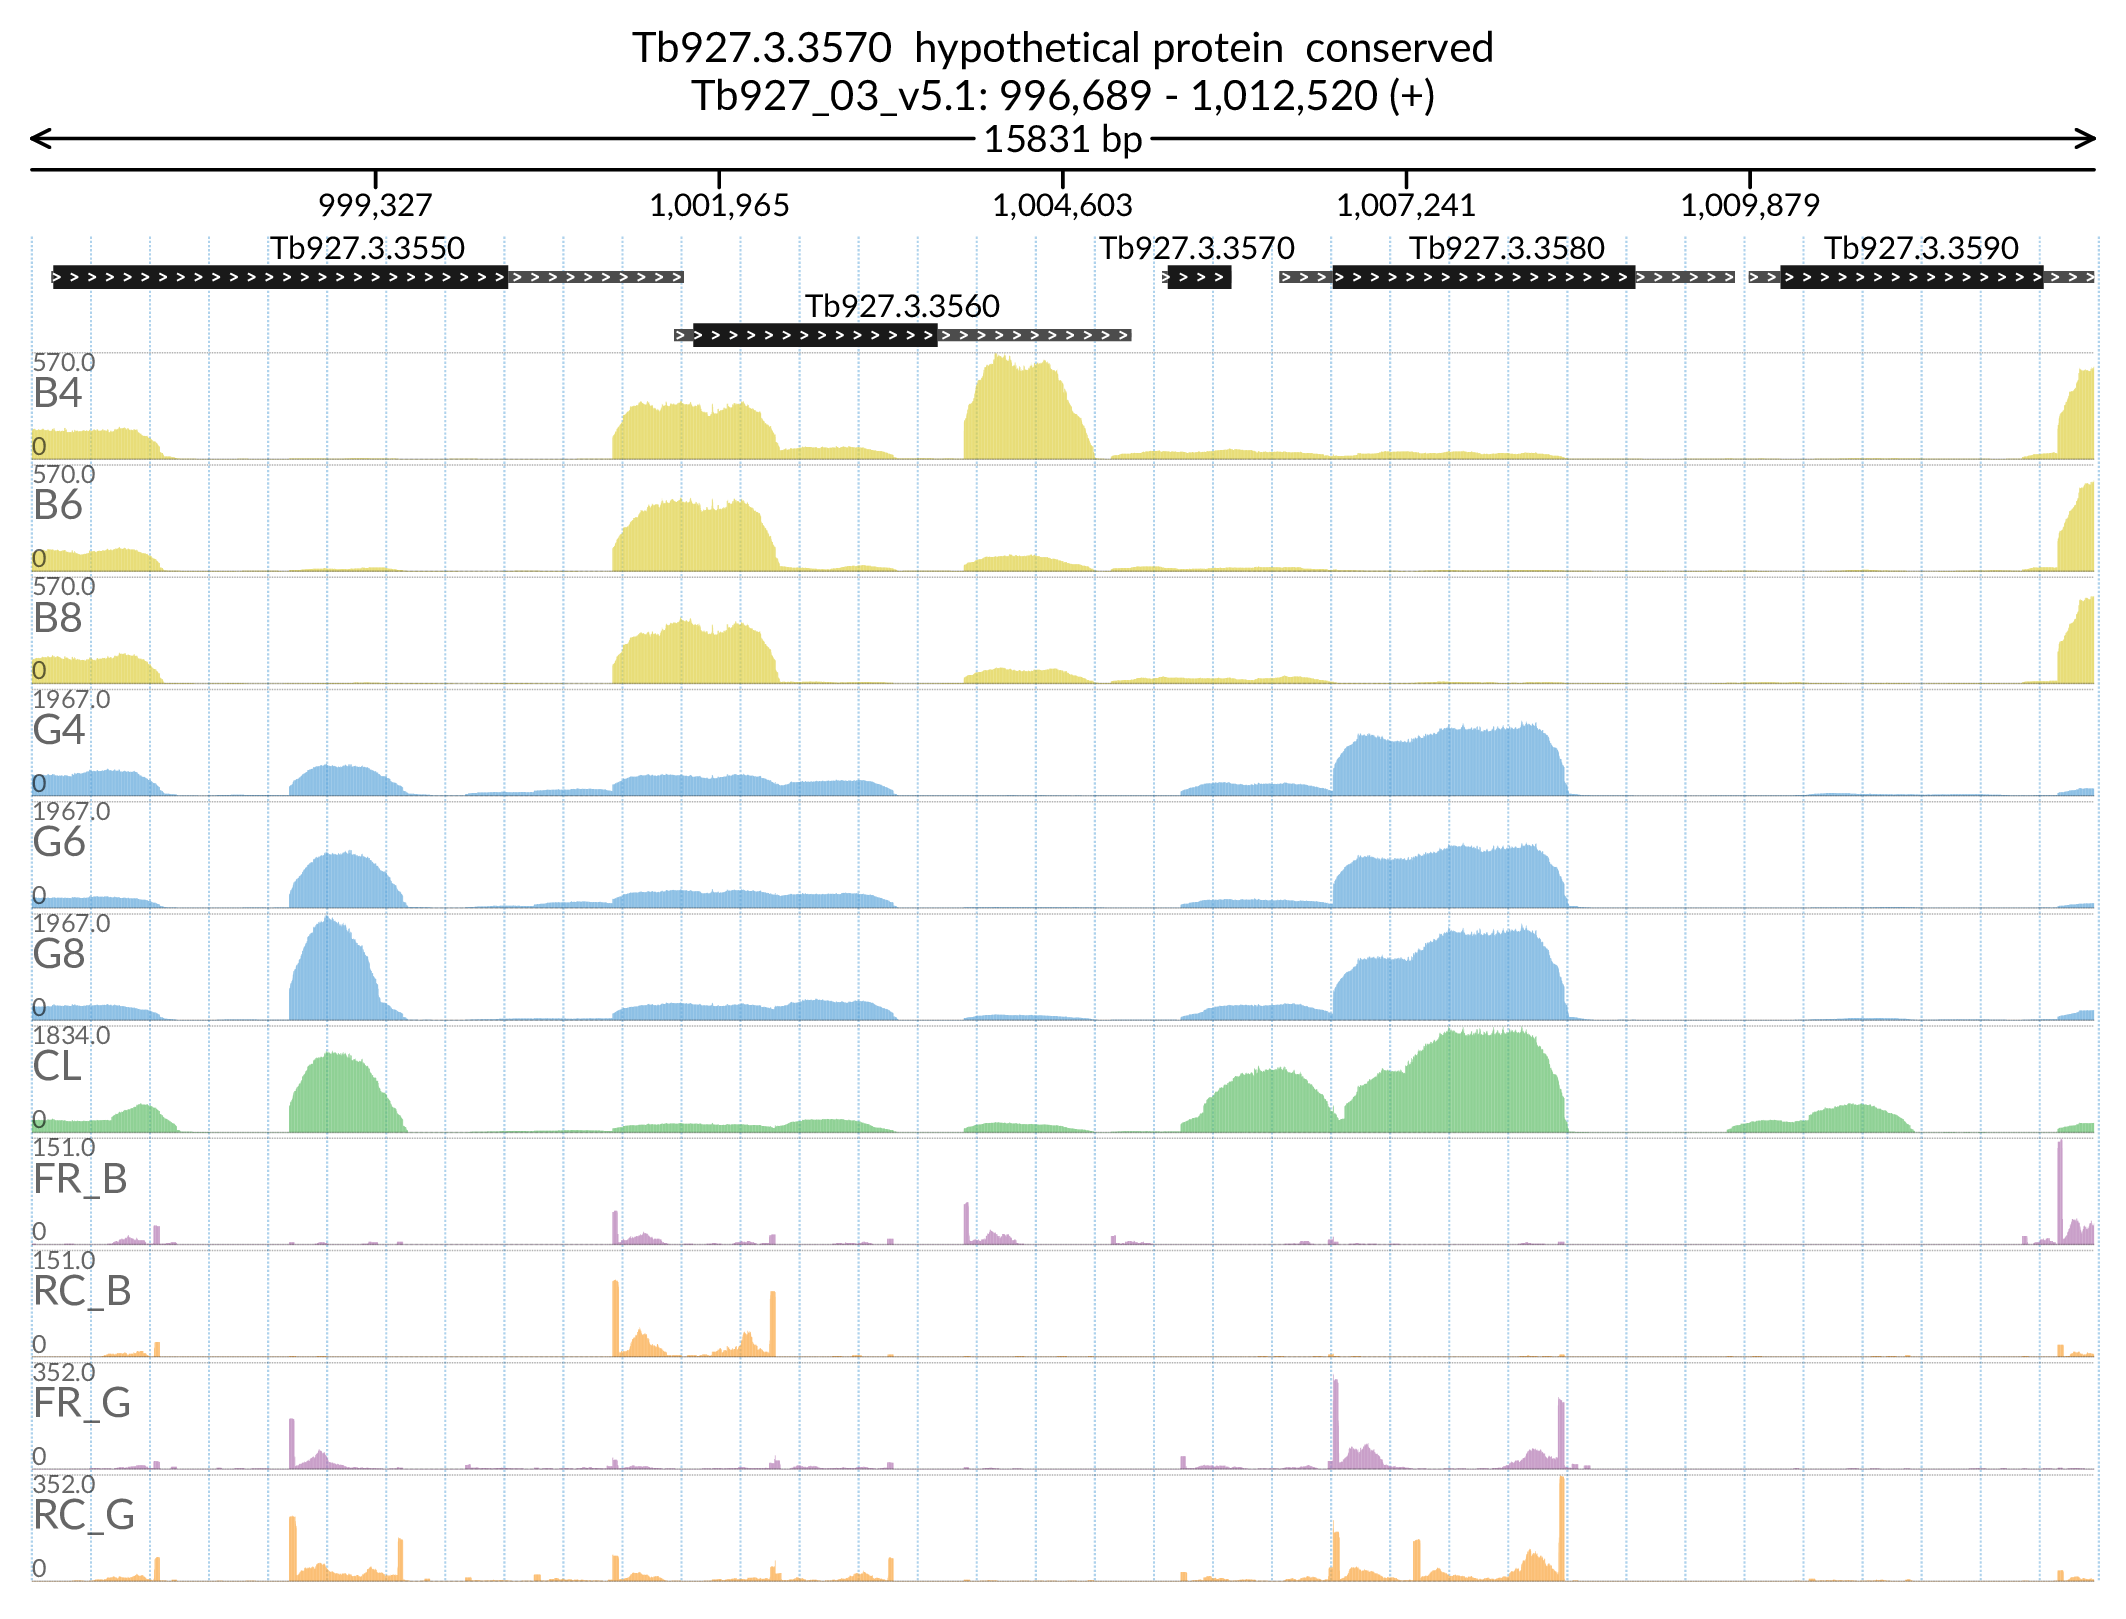 Tb927.3.3570 hypothetical protein conserved
Tb927_03_v5.1: 996,689 - 1,012,520 (+)
15831 bp
999,327 1,001,965 1,004,603 1,007,241 1,009,879
Tb927.3.3550 Tb927.3.3570 Tb927.3.3580 Tb927.3.3590
Tb927.3.3560
570.0
B4
0
570.0
B6
0
570.0
B8
0
1967.0
G4
0
1967.0
G6
0
1967.0
G8
0
1834.0
CL
0
151.0
FR_B
0
151.0
RC_B
0
352.0
FR_G
0
352.0
RC_G
0